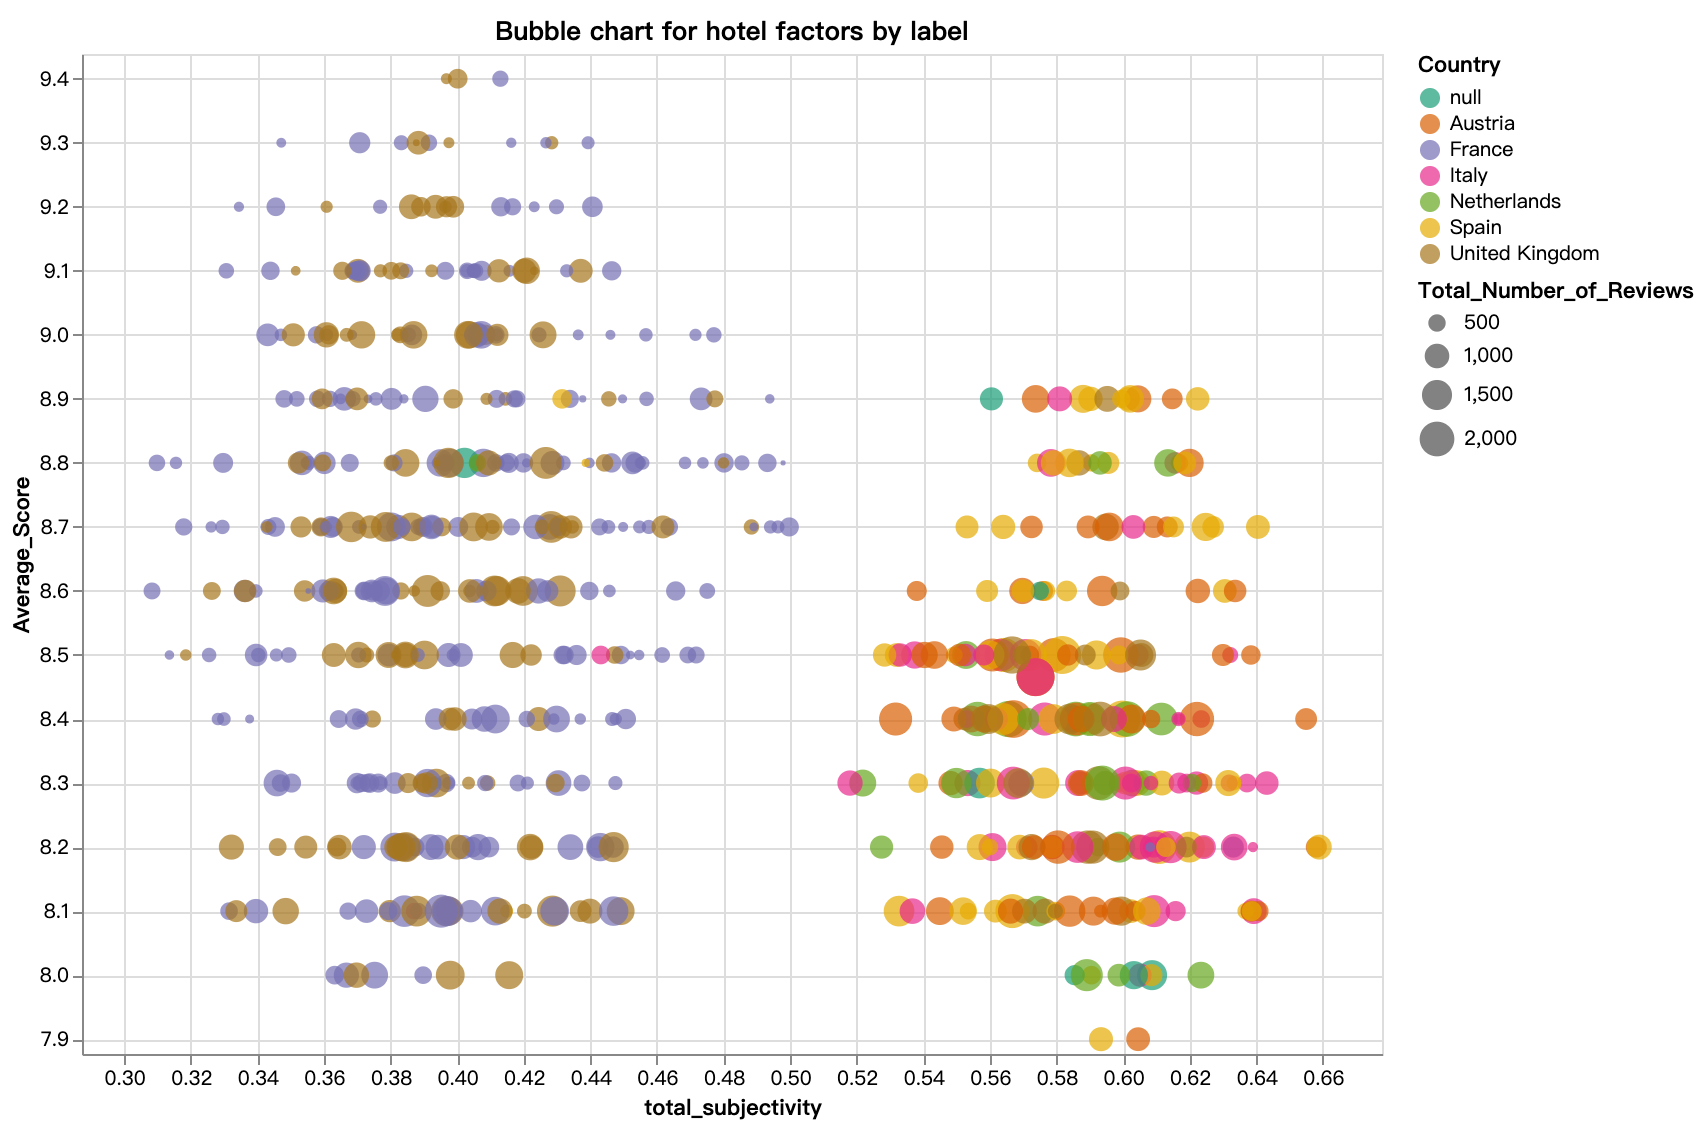 Bubble chart for hotel factors by label
Country
null
Austria
France
Italy
Netherlands
Spain
United Kingdom
Total_Number_of_Reviews
500
1,000
1,500
2,000
Average_Score
9.4
9.3
9.2
9.1
9.0
8.9
8.8
8.7
8.6
8.5
8.4
8.3
8.2
8.1
8.0
7.9
0.30 0.32 0.34 0.36 0.38 0.40 0.42 0.44 0.46 0.48 0.50 0.52 0.54 0.56 0.58 0.60 0.62 0.64 0.66
total_subjectivity